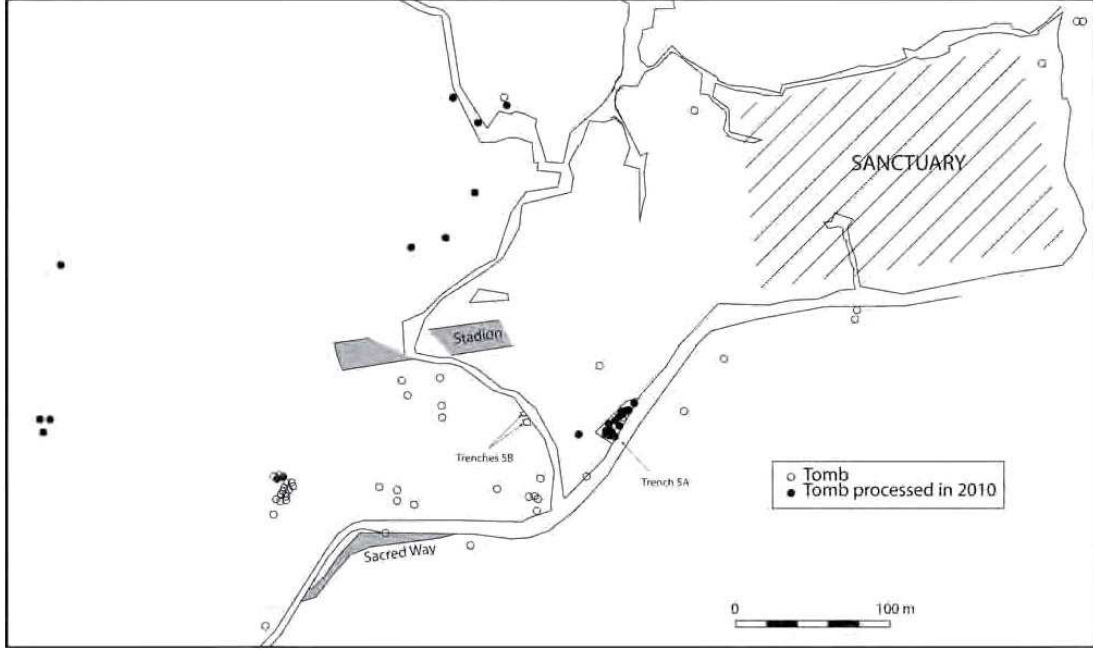 SANCTUARY
Stadion
Trenches 5B
Trench 5A
Tomb
Tomb processed in 2010
Sacred Way
0 100 m